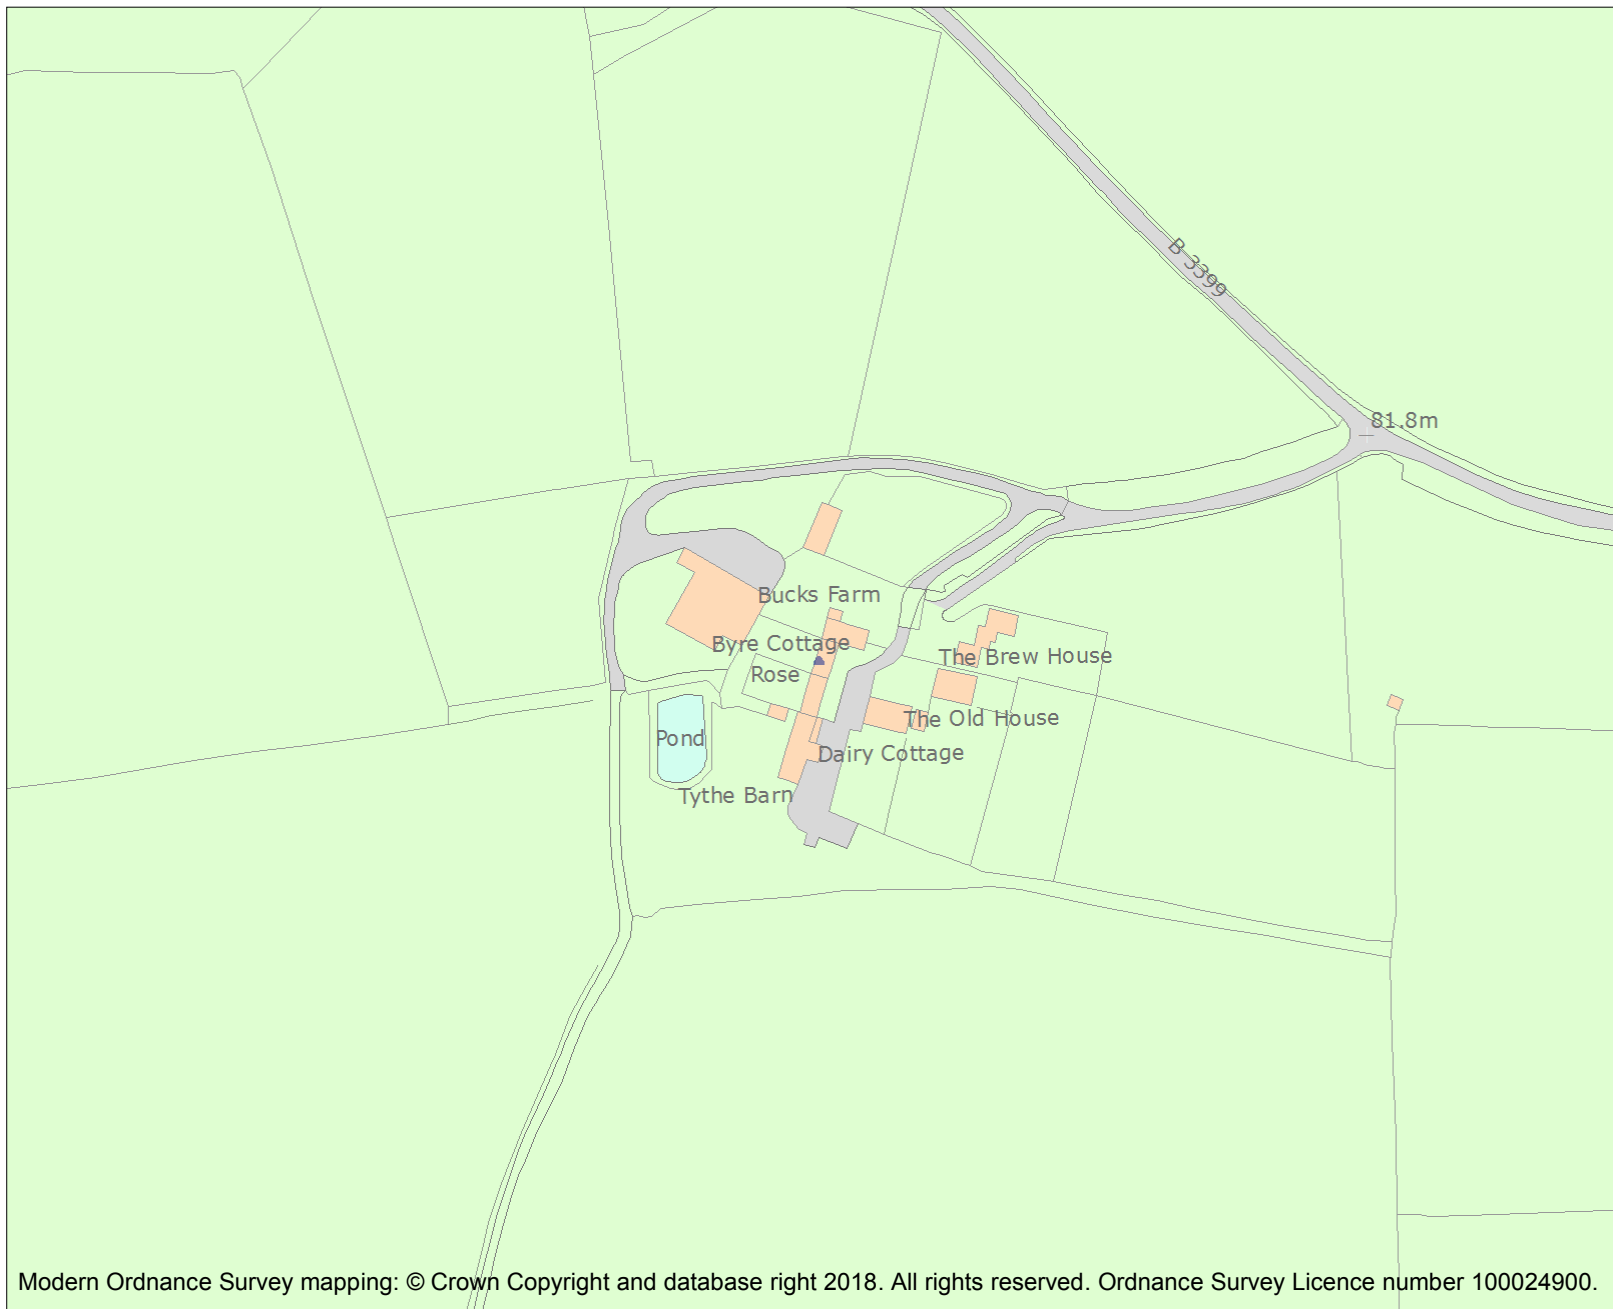 B 3399
81.8m
Bucks Farm
Byre Cottage
The Brew House
Rose
The Old House
Pond
Dairy Cottage
Tythe Barn
Modern Ordnance Survey mapping: © Crown Copyright and database right 2018. All rights reserved. Ordnance Survey Licence number 100024900.